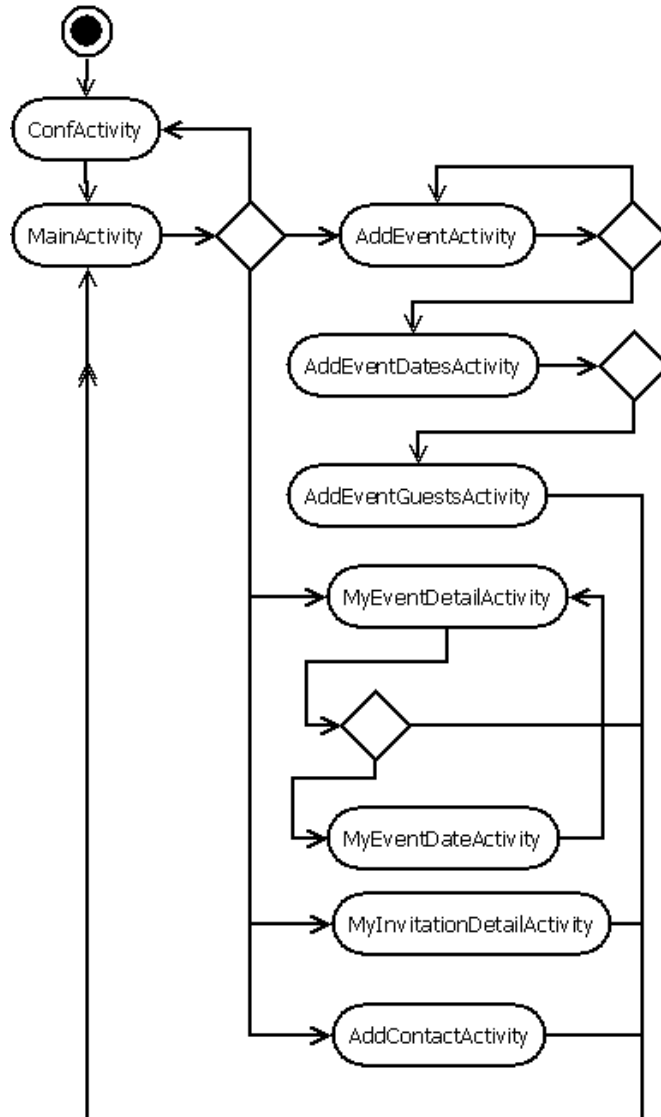 ConfActivity
MainActivity
AddEventActivity
AddEventDatesActivity
AddEventGuestsActivity
MyEventDetailActivity
MyEventDateActivity
MyInvitationDetailActivity
AddContactActivity